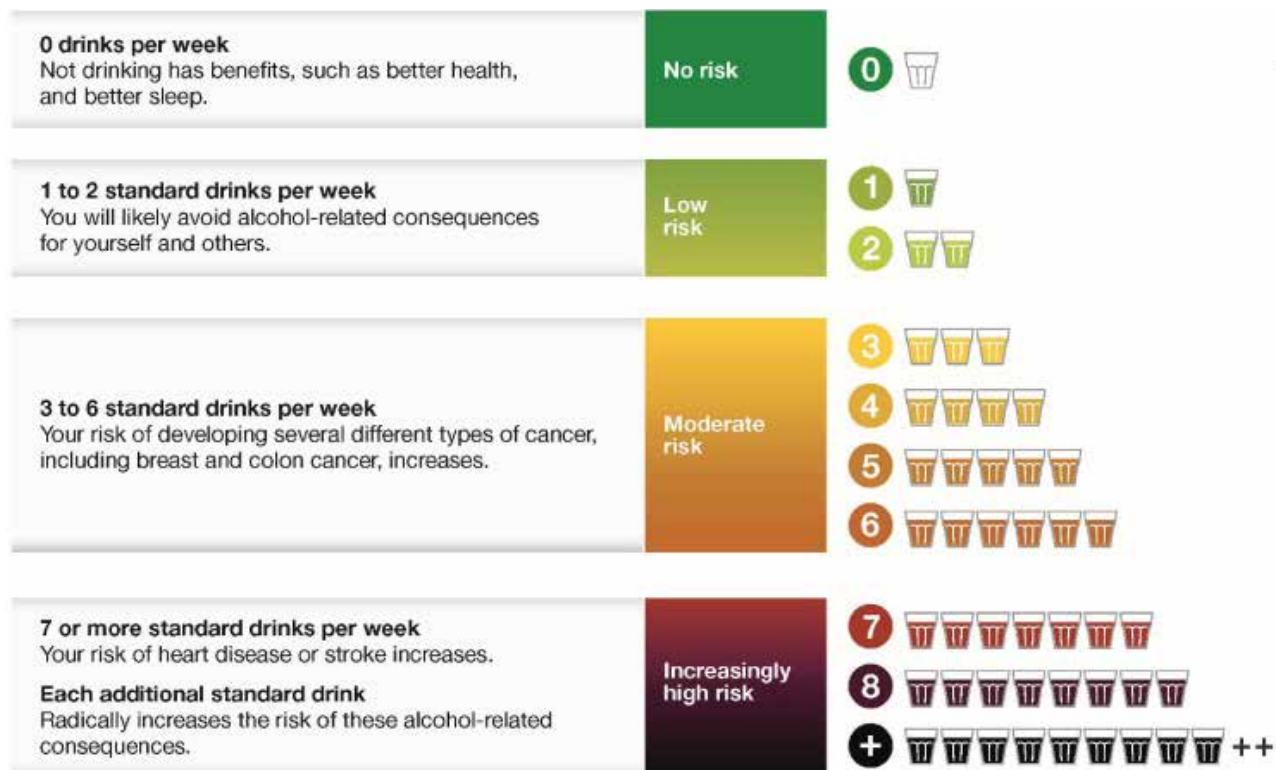 0 drinks per week
Not drinking has benefits, such as better health,
and better sleep.
No risk
0
1 to 2 standard drinks per week
You will likely avoid alcohol-related consequences
for yourself and others.
Low
risk
1
2
3 to 6 standard drinks per week
Your risk of developing several different types of cancer,
including breast and colon cancer, increases.
Moderate
risk
3
4
5
6
7 or more standard drinks per week
Your risk of heart disease or stroke increases.
Each additional standard drink
Radically increases the risk of these alcohol-related
consequences.
Increasingly
high risk
7
8
+ ++